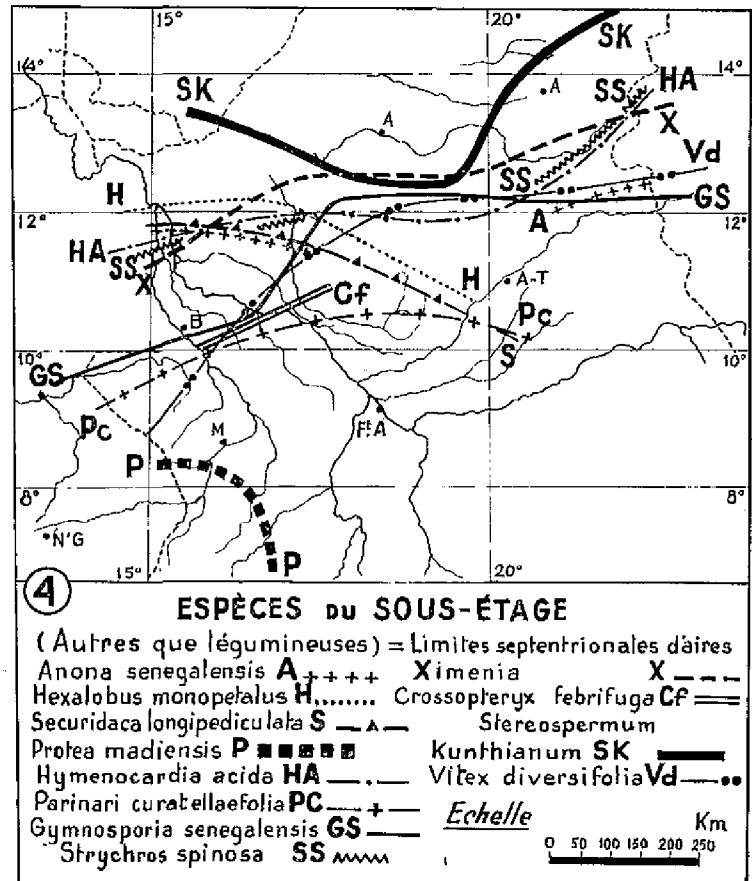 15° 20°
SK
14° 14°
SK
A
A
SS HA
X
H
SS
Vd
12° 12°
A
GS
HA
SS
X
H
A-T
Cf
B
Pc
10° 10°
S
GS
Pc
Ft A
M
P
8° 8°
N'G
P
15° 20°
4
ESPÈCES DU SOUS-ÉTAGE
(Autres que légumineuses) = Limites septentrionales d'aires
Anona senegalensis A ++++ Ximenia X
Hexalobus monopetalus H........ Crossopteryx febrifuga Cf
Securidaca longipediculata S Stereospermum
Protea madiensis P Kunthianum SK
Hymenocardia acida HA Vitex diversifolia Vd
Parinari curatellaefolia PC
Gymnosporia senegalensis GS Echelle Km
Strychros spinosa SS 0 50 100 150 200 250